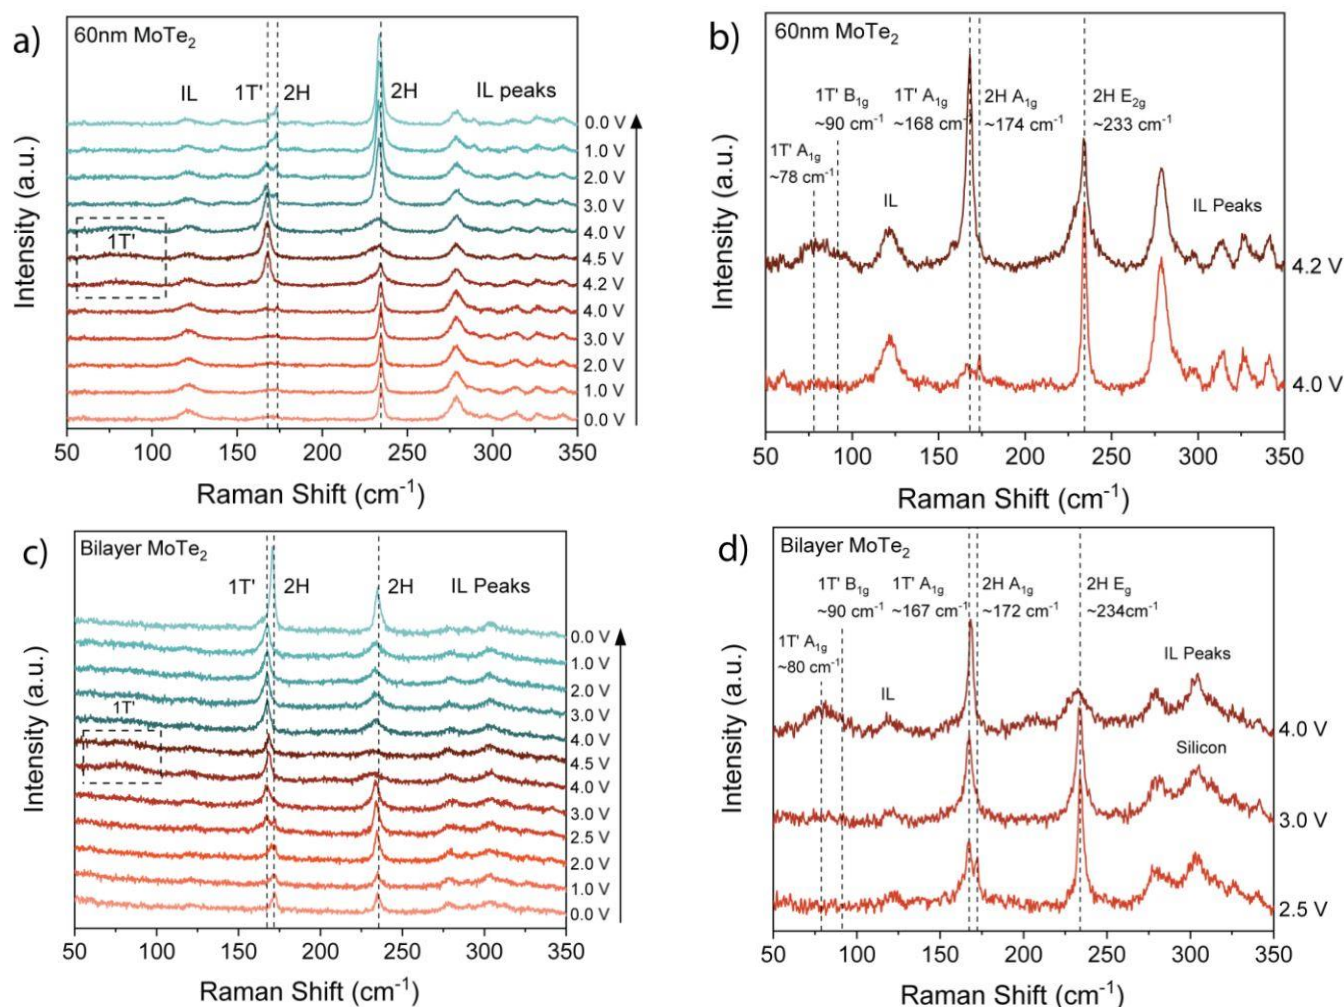 a)
60nm MoTe₂
IL
1T'
2H
2H
IL peaks
1T'
0.0 V
1.0 V
2.0 V
3.0 V
4.0 V
4.5 V
4.2 V
4.0 V
3.0 V
2.0 V
1.0 V
0.0 V
Intensity (a.u.)
50 100 150 200 250 300 350
Raman Shift (cm⁻¹)
b)
60nm MoTe₂
1T' B₁g
~90 cm⁻¹
1T' A₁g
~168 cm⁻¹
2H A₁g
~174 cm⁻¹
2H E₂g
~233 cm⁻¹
1T' A₁g
~78 cm⁻¹
IL
IL Peaks
4.2 V
4.0 V
Intensity (a.u.)
50 100 150 200 250 300 350
Raman Shift (cm⁻¹)
c)
Bilayer MoTe₂
1T'
2H
2H
IL Peaks
1T'
0.0 V
1.0 V
2.0 V
3.0 V
4.0 V
4.5 V
4.0 V
3.0 V
2.5 V
2.0 V
1.0 V
0.0 V
Intensity (a.u.)
50 100 150 200 250 300 350
Raman Shift (cm⁻¹)
d)
Bilayer MoTe₂
1T' B₁g
~90 cm⁻¹
1T' A₁g
~167 cm⁻¹
2H A₁g
~172 cm⁻¹
2H Eg
~234cm⁻¹
1T' A₁g
~80 cm⁻¹
IL
IL Peaks
Silicon
4.0 V
3.0 V
2.5 V
Intensity (a.u.)
50 100 150 200 250 300 350
Raman Shift (cm⁻¹)